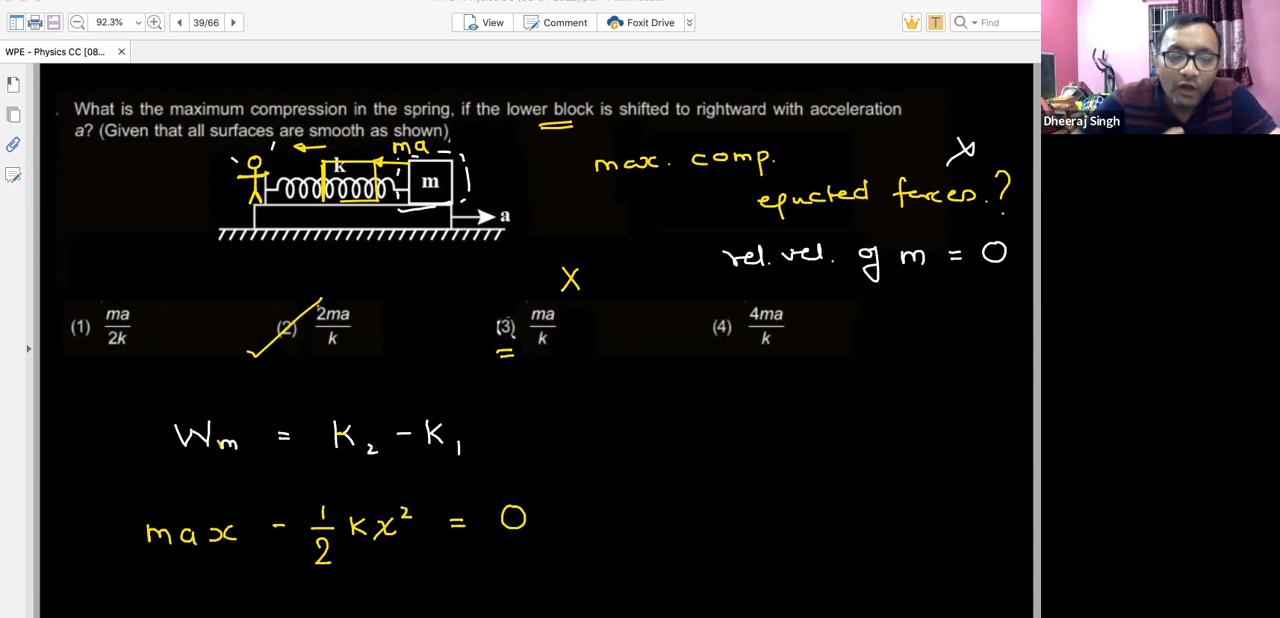 92.3%
39/66
View
Comment
Foxit Drive
T
Find
WPE - Physics CC [08...
Dheeraj Singh
What is the maximum compression in the spring, if the lower block is shifted to rightward with acceleration
a? (Given that all surfaces are smooth as shown)
ma
k
m
a
max. comp.
equcted forces.?
rel. vel. of m = 0
X
(1) ma/2k (2) 2ma/k (3) ma/k (4) 4ma/k
Wm = K2 - K1
max - 1/2 kx² = 0